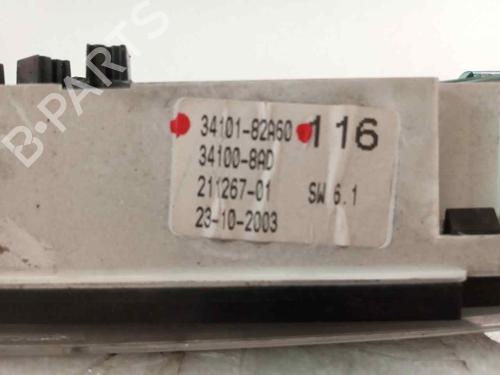 34101-82A60 116
34100-8AD
211267-01 SW 6.1
23-10-2003
B-Parts